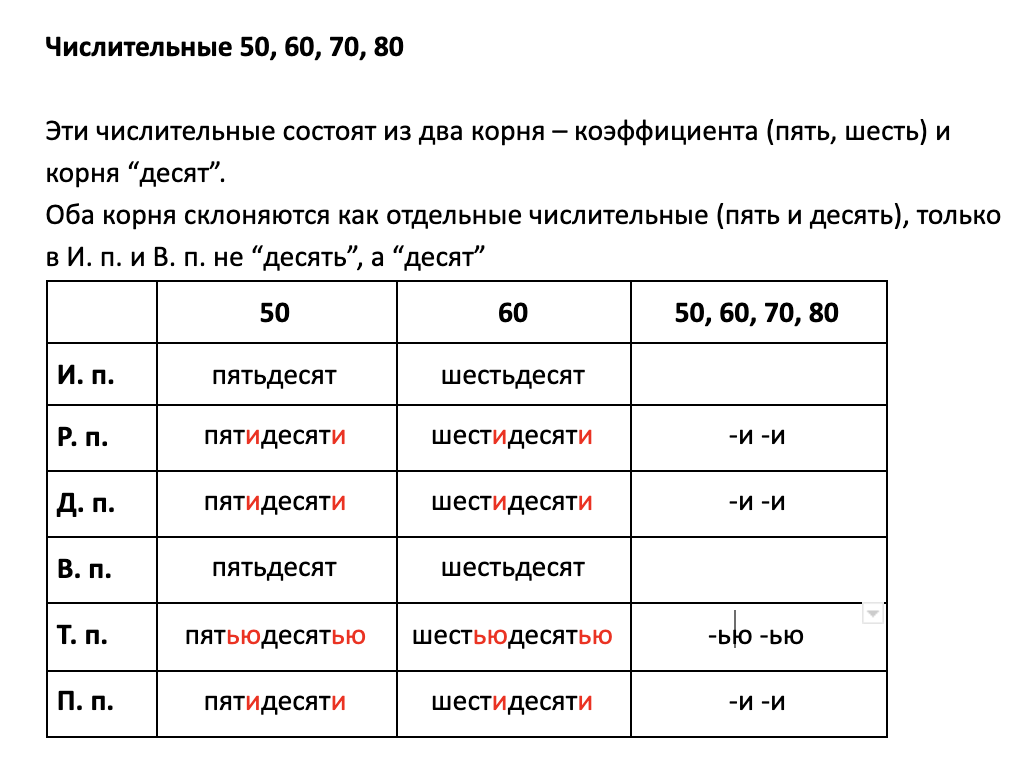 Числительные 50, 60, 70, 80
Эти числительные состоят из два корня – коэффициента (пять, шесть) и
корня “десят”.
Оба корня склоняются как отдельные числительные (пять и десять), только
в И. п. и В. п. не “десять”, а “десят”
50 60 50, 60, 70, 80
И. п. пятьдесят шестьдесят
Р. п. пятидесяти шестидесяти -и -и
Д. п. пятидесяти шестидесяти -и -и
В. п. пятьдесят шестьдесят
Т. п. пятьюдесятью шестьюдесятью -ью -ью
П. п. пятидесяти шестидесяти -и -и